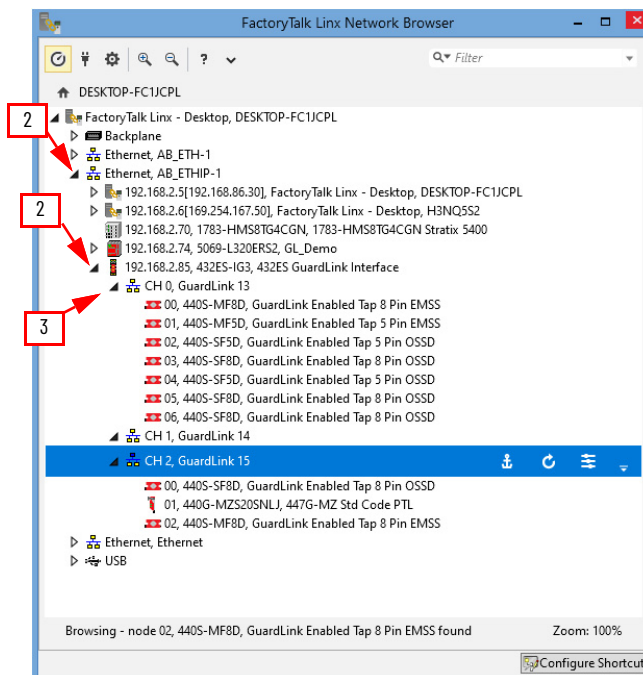 FactoryTalk Linx Network Browser
? Filter
DESKTOP-FC1JCPL
FactoryTalk Linx - Desktop, DESKTOP-FC1JCPL
2
Backplane
Ethernet, AB_ETH-1
Ethernet, AB_ETHIP-1
192.168.2.5[192.168.86.30], FactoryTalk Linx - Desktop, DESKTOP-FC1JCPL
2
192.168.2.6[169.254.167.50], FactoryTalk Linx - Desktop, H3NQ5S2
192.168.2.70, 1783-HMS8TG4CGN, 1783-HMS8TG4CGN Stratix 5400
192.168.2.74, 5069-L320ERS2, GL_Demo
192.168.2.85, 432ES-IG3, 432ES GuardLink Interface
CH 0, GuardLink 13
00, 440S-MF8D, GuardLink Enabled Tap 8 Pin EMSS
3
01, 440S-MF5D, GuardLink Enabled Tap 5 Pin EMSS
02, 440S-SF5D, GuardLink Enabled Tap 5 Pin OSSD
03, 440S-SF8D, GuardLink Enabled Tap 8 Pin OSSD
04, 440S-SF5D, GuardLink Enabled Tap 5 Pin OSSD
05, 440S-SF8D, GuardLink Enabled Tap 8 Pin OSSD
06, 440S-SF8D, GuardLink Enabled Tap 8 Pin OSSD
CH 1, GuardLink 14
CH 2, GuardLink 15
00, 440S-SF8D, GuardLink Enabled Tap 8 Pin OSSD
01, 440G-MZS20SNLJ, 447G-MZ Std Code PTL
02, 440S-MF8D, GuardLink Enabled Tap 8 Pin EMSS
Ethernet, Ethernet
USB
Browsing - node 02, 440S-MF8D, GuardLink Enabled Tap 8 Pin EMSS found Zoom: 100%
Configure Shortcut